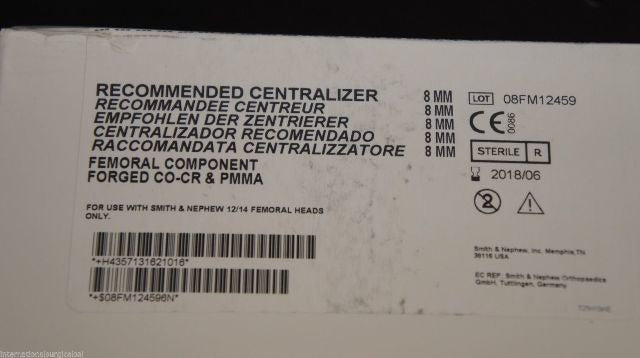 RECOMMENDED CENTRALIZER 8 MM
RECOMMANDEE CENTREUR 8 MM
EMPFOHLEN DER ZENTRIERER 8 MM
CENTRALIZADOR RECOMENDADO 8 MM
RACCOMANDATA CENTRALIZZATORE 8 MM
FEMORAL COMPONENT
FORGED CO-CR & PMMA
FOR USE WITH SMITH & NEPHEW 12/14 FEMORAL HEADS
ONLY.
*+H4357131621016*
*+$08FM124596N*
LOT 08FM12459
CE 0086
STERILE R
2018/06
2
Smith & Nephew, Inc. Memphis, TN
38116 USA
EC REP: Smith & Nephew Orthopaedics
GmbH, Tuttlingen, Germany